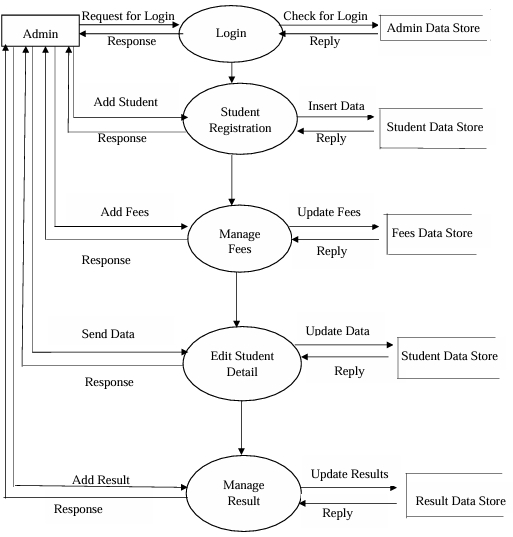 Request for Login
Check for Login
Admin
Login
Admin Data Store
Response
Reply
Add Student
Insert Data
Student
Registration
Student Data Store
Response
Reply
Add Fees
Update Fees
Manage
Fees
Fees Data Store
Response
Reply
Send Data
Update Data
Edit Student
Detail
Student Data Store
Response
Reply
Add Result
Update Results
Manage
Result
Result Data Store
Response
Reply